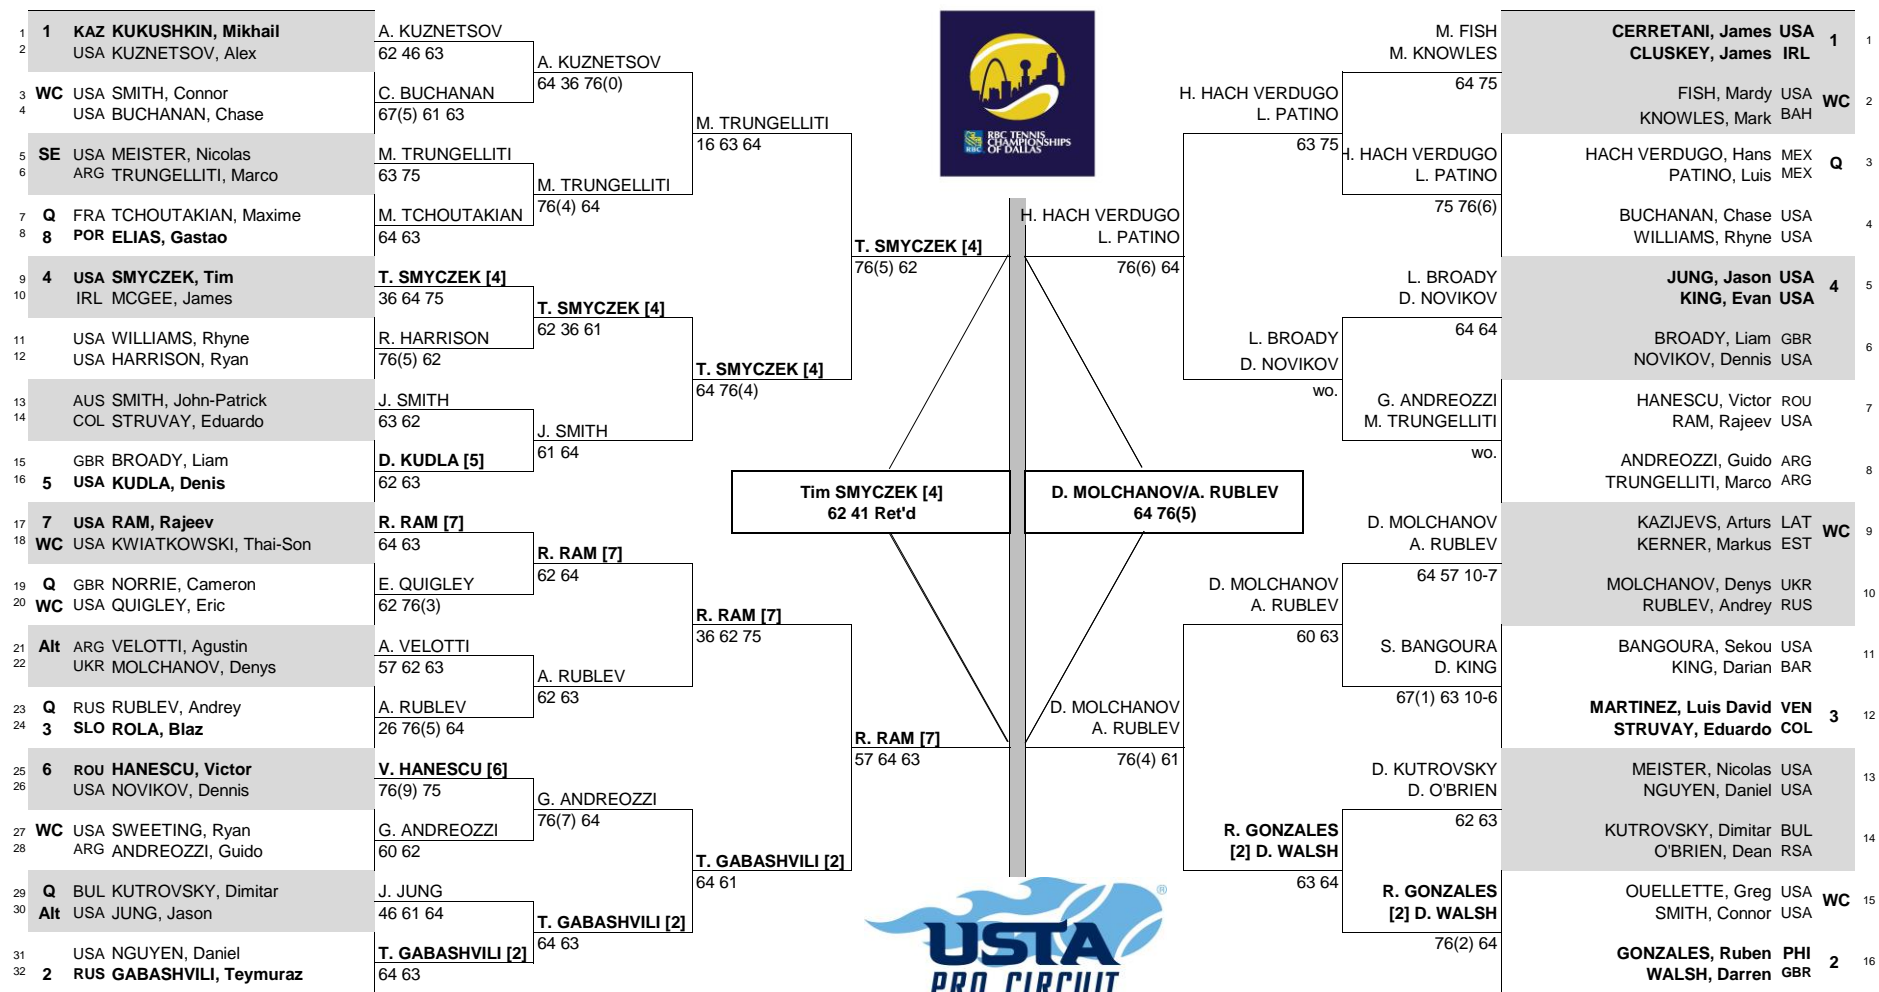 1 1 KAZ KUKUSHKIN, Mikhail
2 USA KUZNETSOV, Alex
3 WC USA SMITH, Connor
4 USA BUCHANAN, Chase
5 SE USA MEISTER, Nicolas
6 ARG TRUNGELLITI, Marco
7 Q FRA TCHOUTAKIAN, Maxime
8 8 POR ELIAS, Gastao
9 4 USA SMYCZEK, Tim
10 IRL MCGEE, James
11 USA WILLIAMS, Rhyne
12 USA HARRISON, Ryan
13 AUS SMITH, John-Patrick
14 COL STRUVAY, Eduardo
15 GBR BROADY, Liam
16 5 USA KUDLA, Denis
17 7 USA RAM, Rajeev
18 WC USA KWIATKOWSKI, Thai-Son
19 Q GBR NORRIE, Cameron
20 WC USA QUIGLEY, Eric
21 Alt ARG VELOTTI, Agustin
22 UKR MOLCHANOV, Denys
23 Q RUS RUBLEV, Andrey
24 3 SLO ROLA, Blaz
25 6 ROU HANESCU, Victor
26 USA NOVIKOV, Dennis
27 WC USA SWEETING, Ryan
28 ARG ANDREOZZI, Guido
29 Q BUL KUTROVSKY, Dimitar
30 Alt USA JUNG, Jason
31 USA NGUYEN, Daniel
32 2 RUS GABASHVILI, Teymuraz
A. KUZNETSOV
62 46 63
C. BUCHANAN
67(5) 61 63
M. TRUNGELLITI
63 75
M. TCHOUTAKIAN
64 63
T. SMYCZEK [4]
36 64 75
R. HARRISON
76(5) 62
J. SMITH
63 62
D. KUDLA [5]
62 63
R. RAM [7]
64 63
E. QUIGLEY
62 76(3)
A. VELOTTI
57 62 63
A. RUBLEV
26 76(5) 64
V. HANESCU [6]
76(9) 75
G. ANDREOZZI
60 62
J. JUNG
46 61 64
T. GABASHVILI [2]
64 63
A. KUZNETSOV
64 36 76(0)
M. TRUNGELLITI
76(4) 64
T. SMYCZEK [4]
62 36 61
J. SMITH
61 64
R. RAM [7]
62 64
A. RUBLEV
62 63
G. ANDREOZZI
76(7) 64
T. GABASHVILI [2]
64 63
M. TRUNGELLITI
16 63 64
T. SMYCZEK [4]
64 76(4)
R. RAM [7]
36 62 75
T. GABASHVILI [2]
64 61
T. SMYCZEK [4]
76(5) 62
R. RAM [7]
57 64 63
Tim SMYCZEK [4]
62 41 Ret'd
RBC
RBC TENNIS
CHAMPIONSHIPS
OF DALLAS
D. MOLCHANOV/A. RUBLEV
64 76(5)
USTA
®
PRO CIRCUIT
H. HACH VERDUGO
L. PATINO
76(6) 64
D. MOLCHANOV
A. RUBLEV
76(4) 61
H. HACH VERDUGO
L. PATINO
63 75
L. BROADY
D. NOVIKOV
wo.
D. MOLCHANOV
A. RUBLEV
60 63
R. GONZALES
[2] D. WALSH
63 64
M. FISH
M. KNOWLES
64 75
H. HACH VERDUGO
L. PATINO
75 76(6)
L. BROADY
D. NOVIKOV
64 64
G. ANDREOZZI
M. TRUNGELLITI
wo.
D. MOLCHANOV
A. RUBLEV
64 57 10-7
S. BANGOURA
D. KING
67(1) 63 10-6
D. KUTROVSKY
D. O'BRIEN
62 63
R. GONZALES
[2] D. WALSH
76(2) 64
CERRETANI, James USA 1 1
CLUSKEY, James IRL
FISH, Mardy USA WC 2
KNOWLES, Mark BAH
HACH VERDUGO, Hans MEX Q 3
PATINO, Luis MEX
BUCHANAN, Chase USA 4
WILLIAMS, Rhyne USA
JUNG, Jason USA 4 5
KING, Evan USA
BROADY, Liam GBR 6
NOVIKOV, Dennis USA
HANESCU, Victor ROU 7
RAM, Rajeev USA
ANDREOZZI, Guido ARG 8
TRUNGELLITI, Marco ARG
KAZIJEVS, Arturs LAT WC 9
KERNER, Markus EST
MOLCHANOV, Denys UKR 10
RUBLEV, Andrey RUS
BANGOURA, Sekou USA 11
KING, Darian BAR
MARTINEZ, Luis David VEN 3 12
STRUVAY, Eduardo COL
MEISTER, Nicolas USA 13
NGUYEN, Daniel USA
KUTROVSKY, Dimitar BUL 14
O'BRIEN, Dean RSA
OUELLETTE, Greg USA WC 15
SMITH, Connor USA
GONZALES, Ruben PHI 2 16
WALSH, Darren GBR